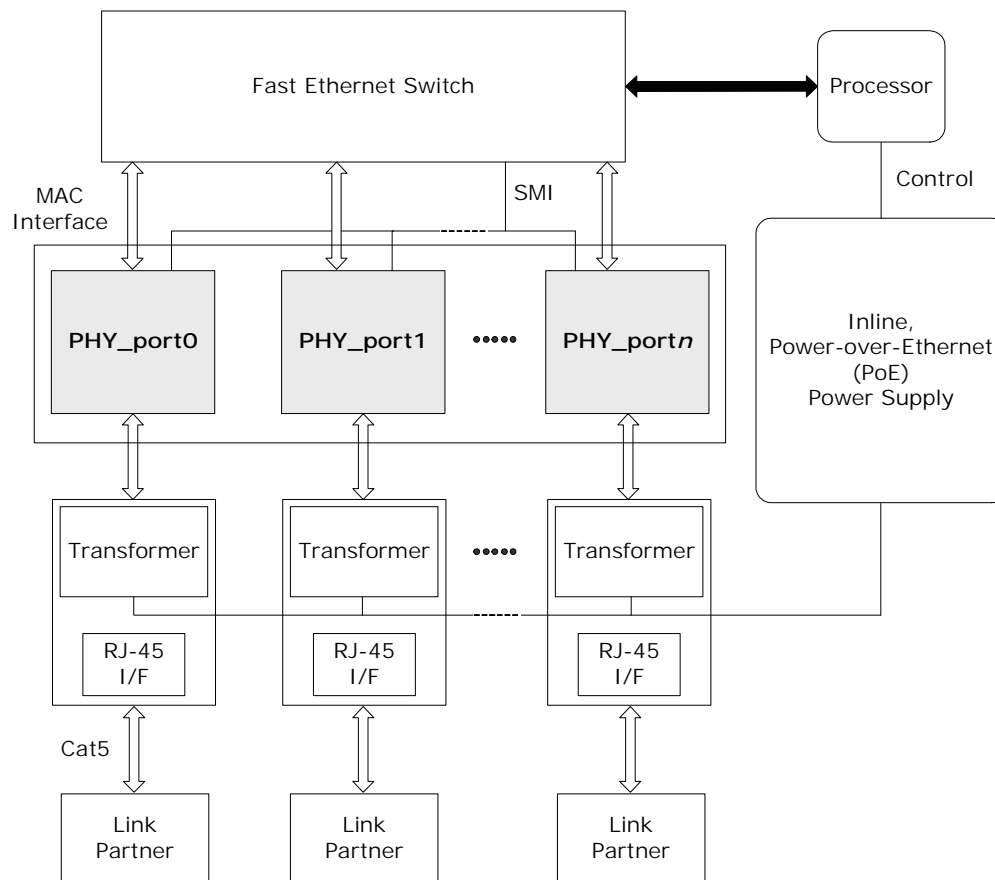 Fast Ethernet Switch
Processor
MAC
Interface
SMI
Control
PHY_port0
PHY_port1
PHY_portn
Inline,
Power-over-Ethernet
(PoE)
Power Supply
Transformer
Transformer
Transformer
RJ-45
I/F
RJ-45
I/F
RJ-45
I/F
Cat5
Link
Partner
Link
Partner
Link
Partner